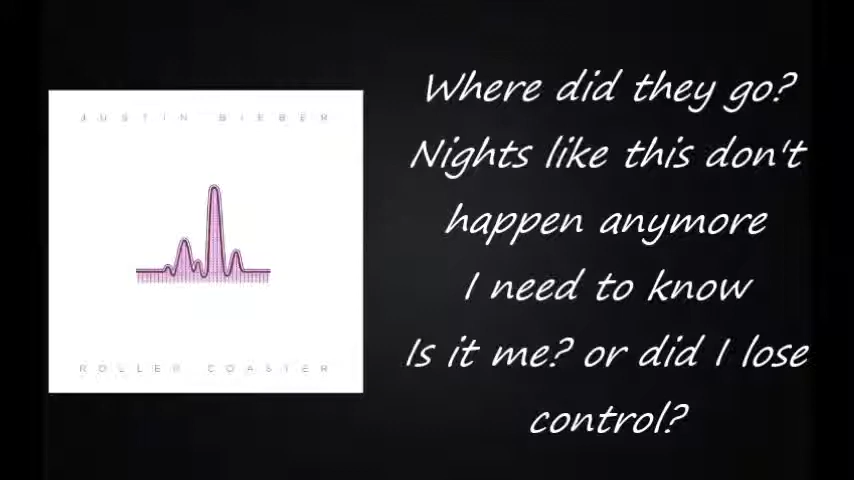 JUSTIN BIEBER
ROLLER COASTER
Where did they go?
Nights like this don't
happen anymore
I need to know
Is it me? or did I lose
control?